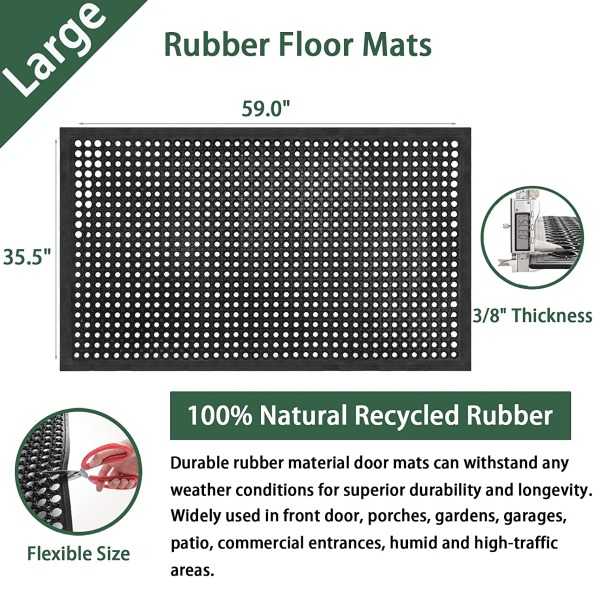 Large
Rubber Floor Mats
59.0"
35.5"
3/8" Thickness
100% Natural Recycled Rubber
Durable rubber material door mats can withstand any
weather conditions for superior durability and longevity.
Widely used in front door, porches, gardens, garages,
patio, commercial entrances, humid and high-traffic
areas.
Flexible Size